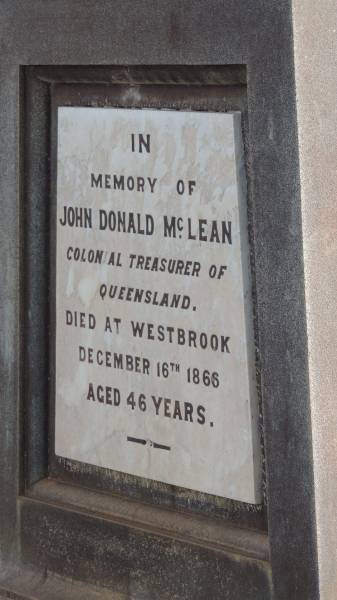 IN
MEMORY OF
JOHN DONALD McLEAN
COLONIAL TREASURER OF
QUEENSLAND.
DIED AT WESTBROOK
DECEMBER 16TH 1866
AGED 46 YEARS.